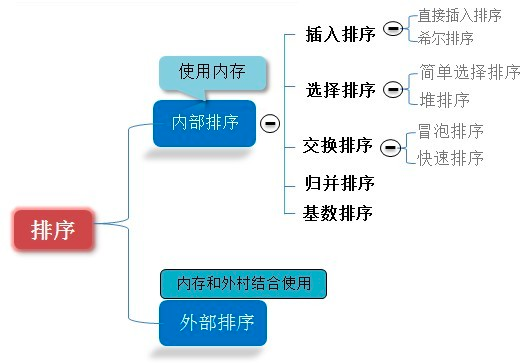 排序
使用内存
内部排序
插入排序
直接插入排序
希尔排序
选择排序
简单选择排序
堆排序
交换排序
冒泡排序
快速排序
归并排序
基数排序
内存和外村结合使用
外部排序